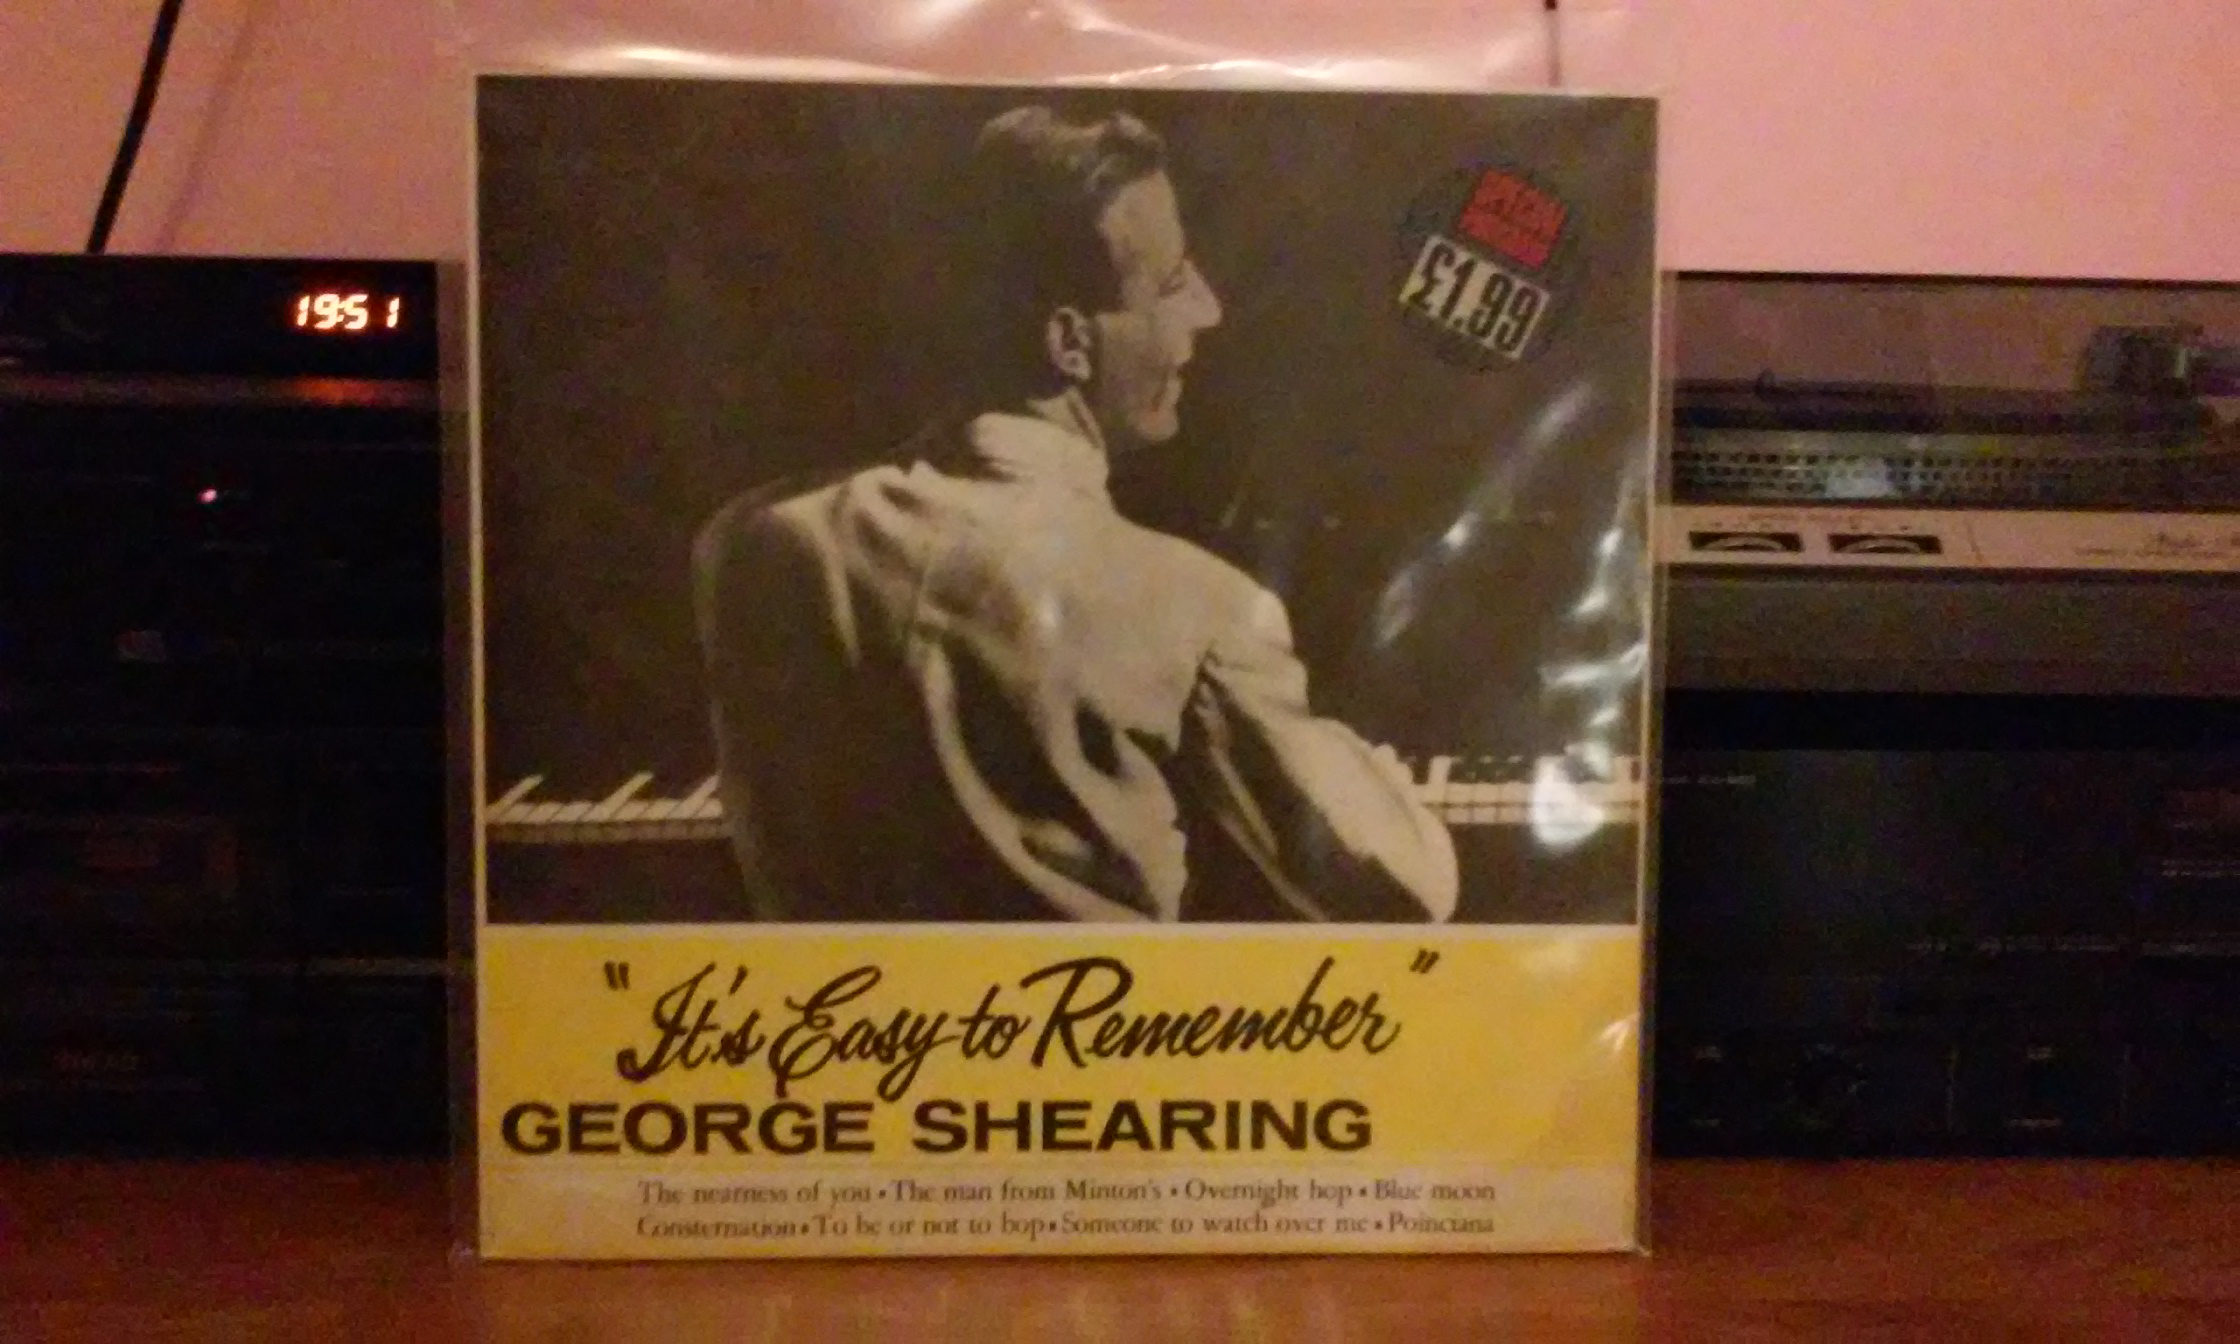 19:51
£1.99
"It's Easy to Remember"
GEORGE SHEARING
The nearness of you • The man from Minton's • Overnight hop • Blue moon
Consternation • To be or not to bop • Someone to watch over me • Poinciana